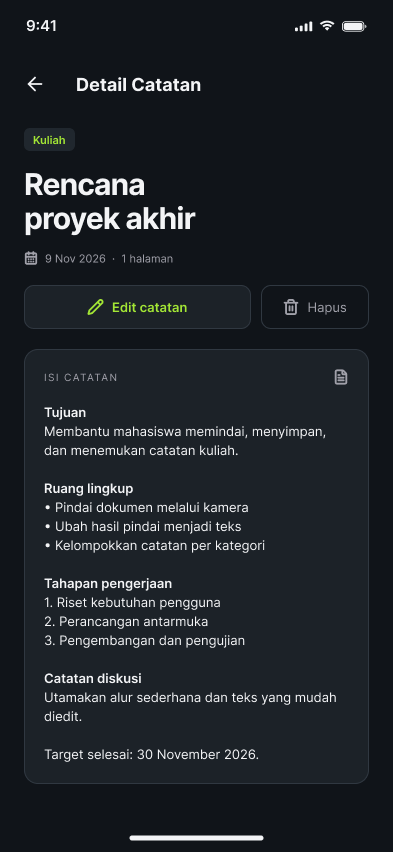 9:41
Detail Catatan
Kuliah
Rencana
proyek akhir
9 Nov 2026 · 1 halaman
Edit catatan
Hapus
ISI CATATAN
Tujuan
Membantu mahasiswa memindai, menyimpan,
dan menemukan catatan kuliah.
Ruang lingkup
• Pindai dokumen melalui kamera
• Ubah hasil pindai menjadi teks
• Kelompokkan catatan per kategori
Tahapan pengerjaan
1. Riset kebutuhan pengguna
2. Perancangan antarmuka
3. Pengembangan dan pengujian
Catatan diskusi
Utamakan alur sederhana dan teks yang mudah
diedit.
Target selesai: 30 November 2026.